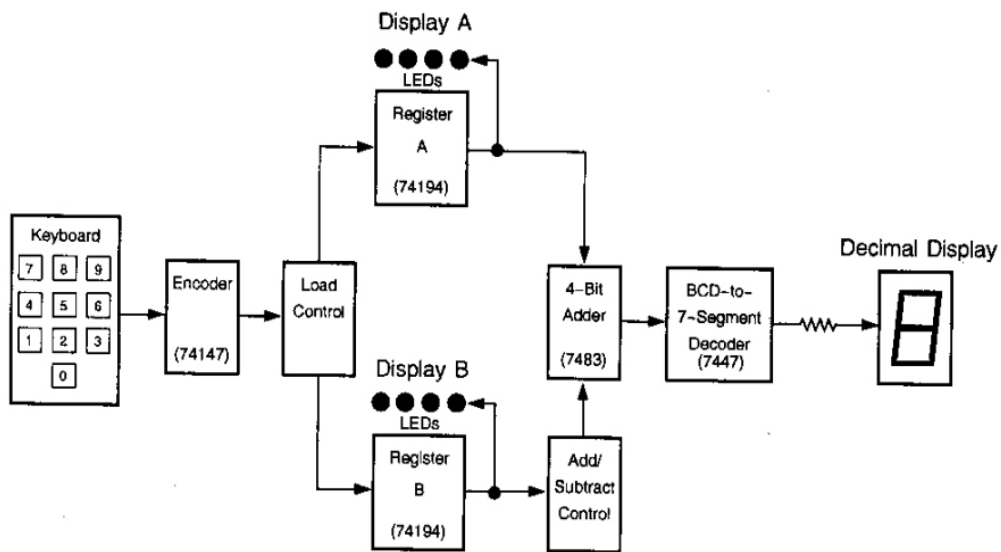 Display A
LEDs
Register
A
(74194)
Keyboard
7 8 9
4 5 6
1 2 3
0
Encoder
(74147)
Load
Control
Display B
LEDs
Register
B
(74194)
4-Bit
Adder
(7483)
Add/
Subtract
Control
BCD-to-
7-Segment
Decoder
(7447)
Decimal Display